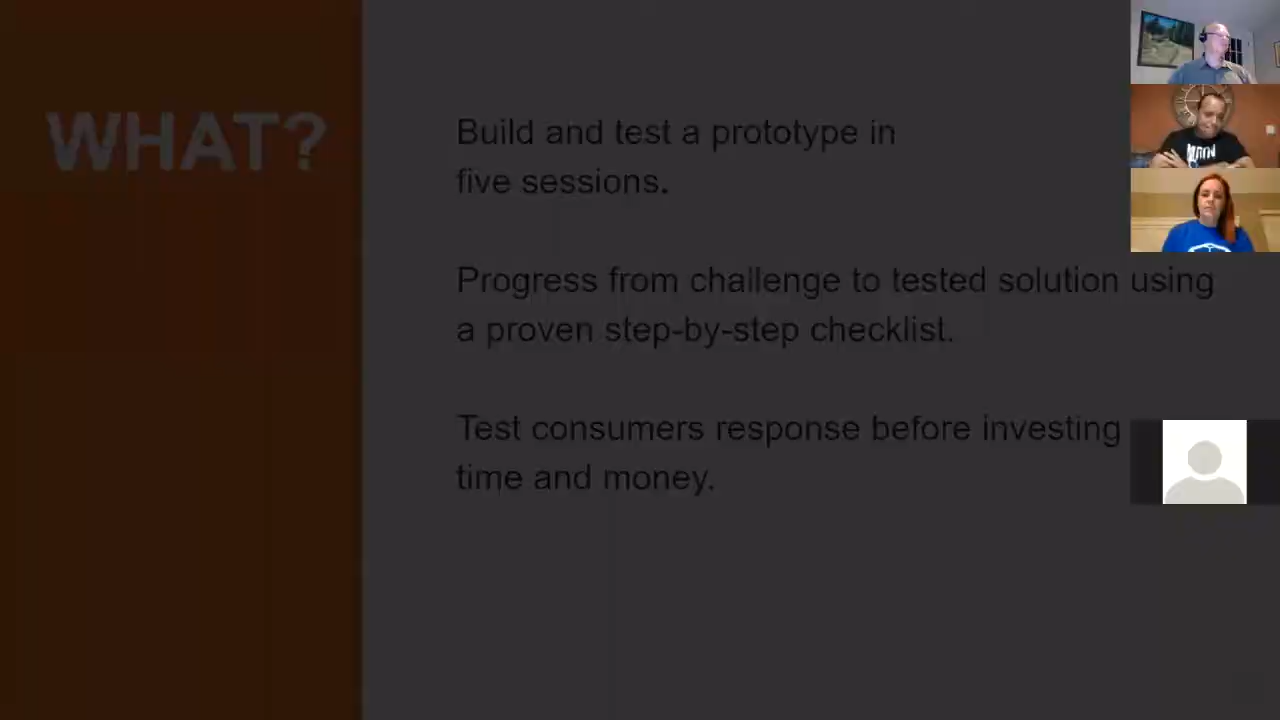 WHAT?
Build and test a prototype in
five sessions.
Progress from challenge to tested solution using
a proven step-by-step checklist.
Test consumers response before investing
time and money.